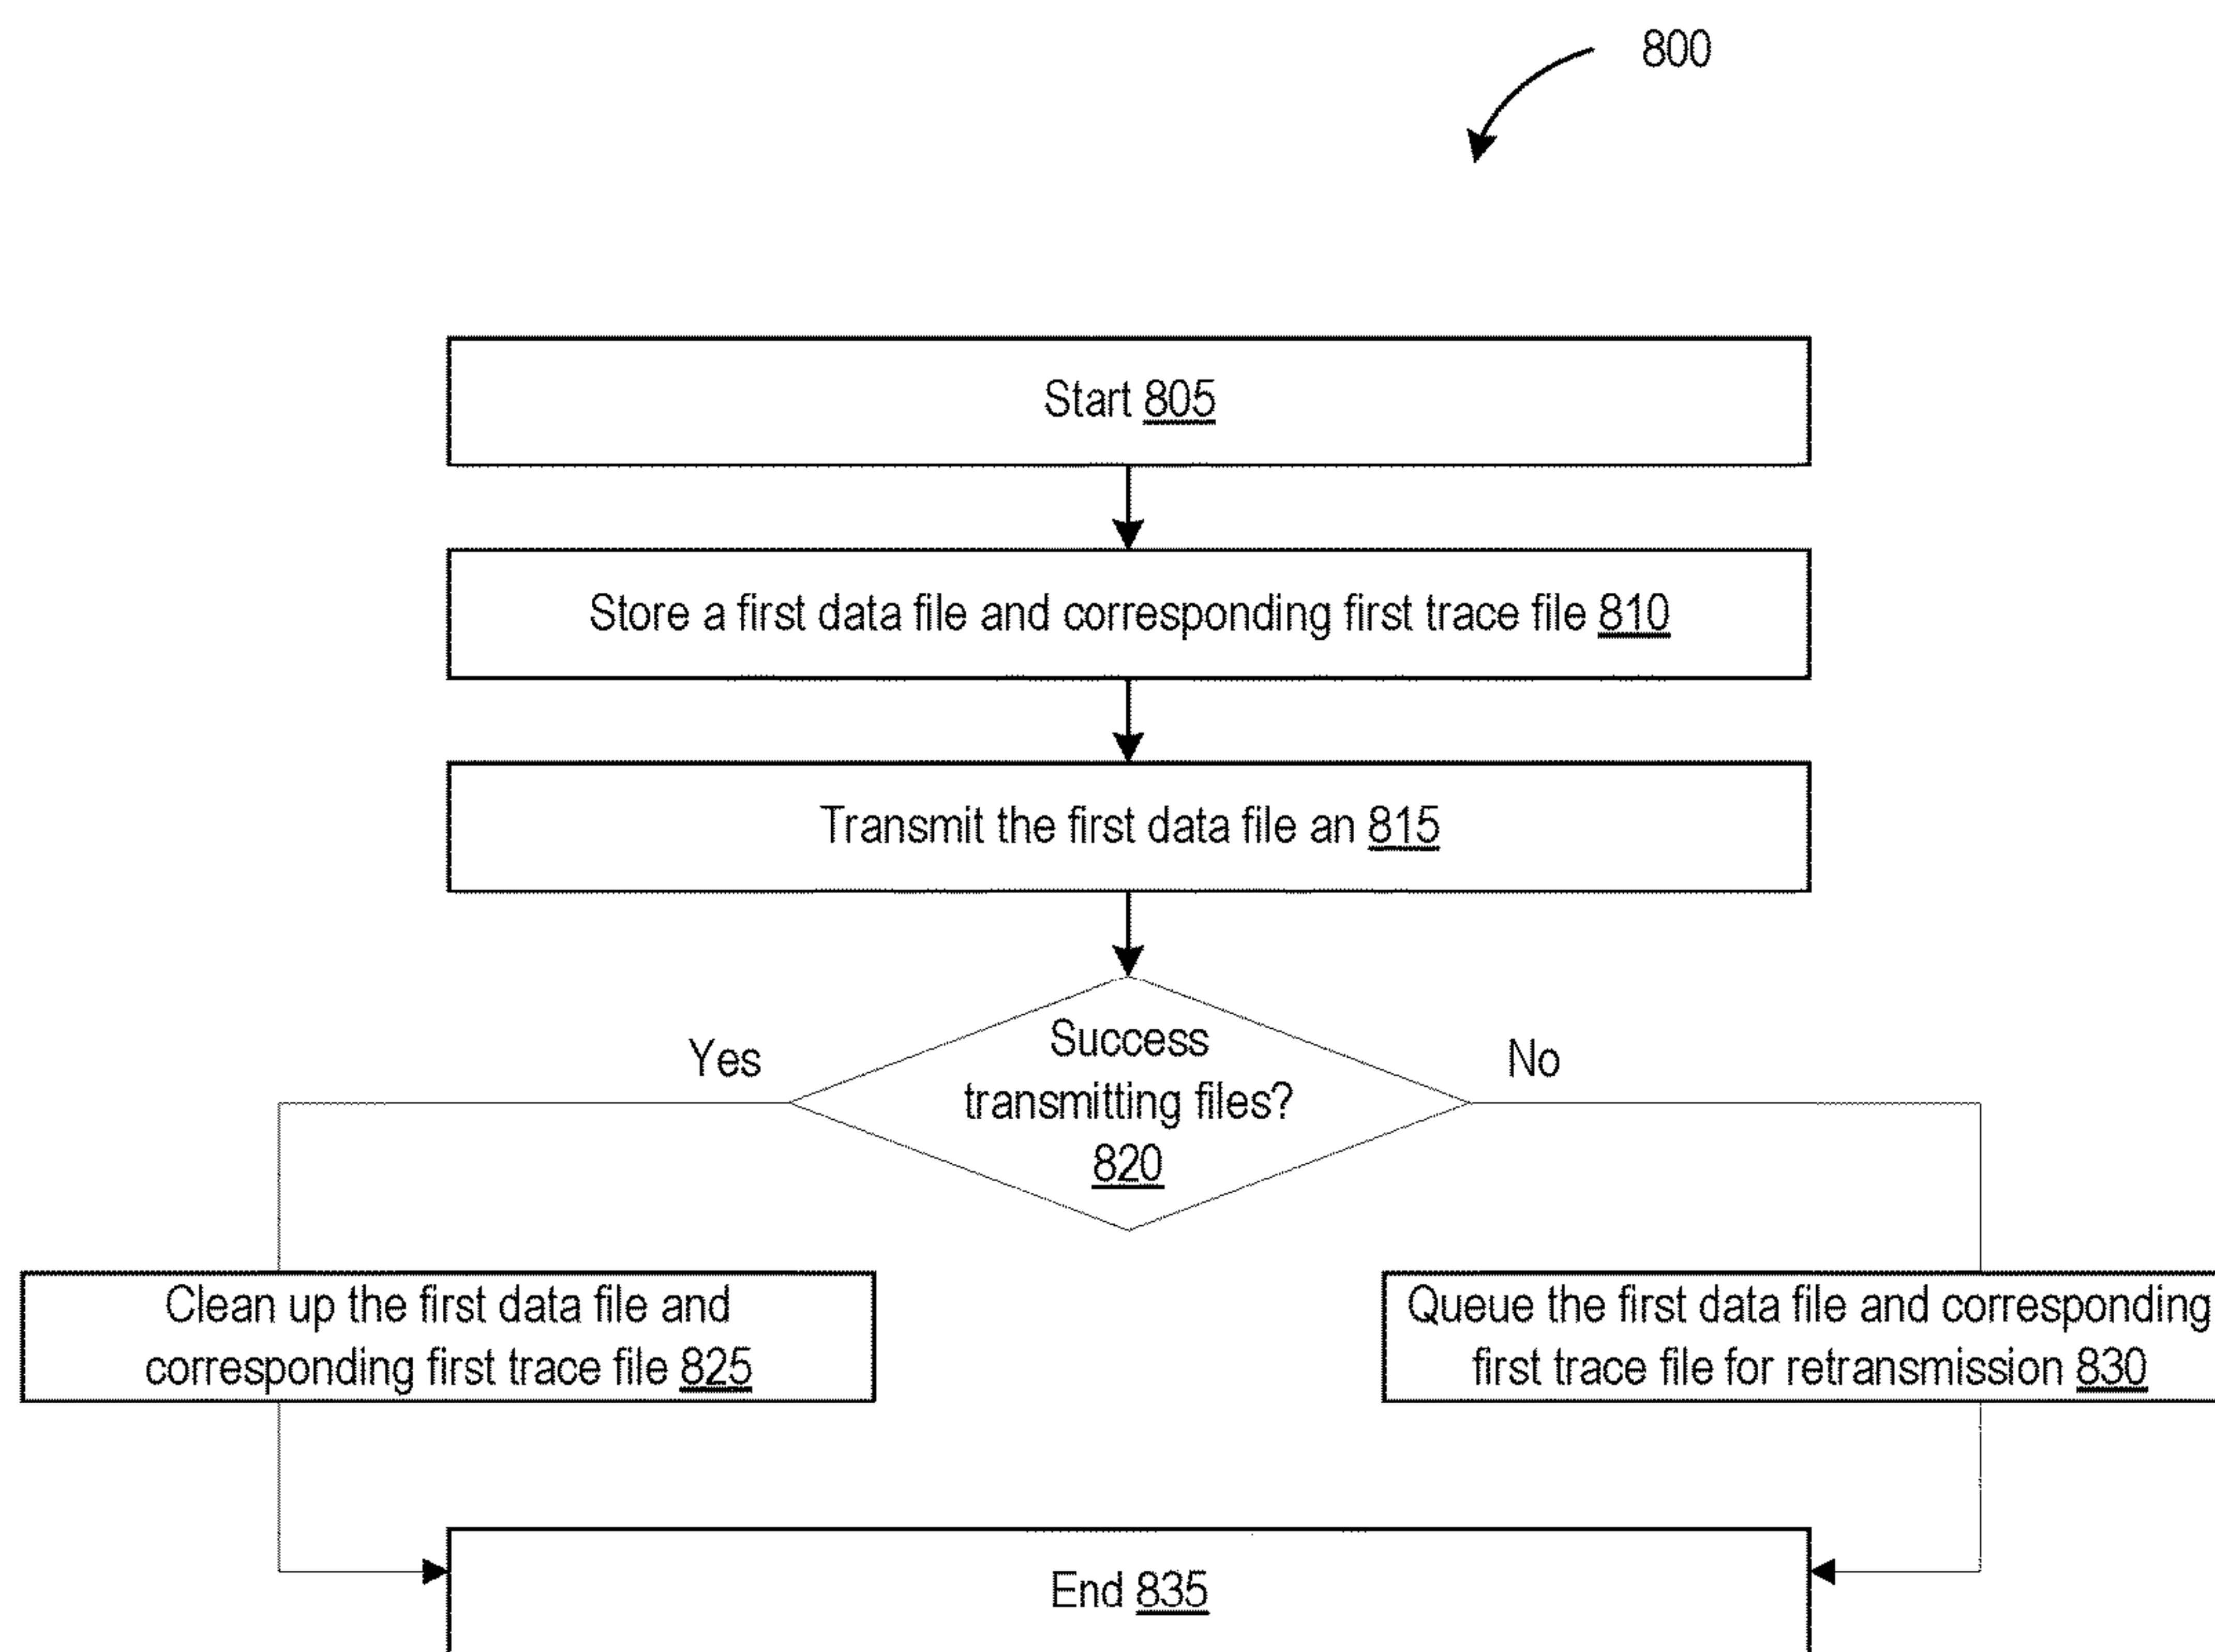 800
Start 805
Store a first data file and corresponding first trace file 810
Transmit the first data file an 815
Success
transmitting files?
820
Yes
No
Clean up the first data file and
corresponding first trace file 825
Queue the first data file and corresponding
first trace file for retransmission 830
End 835